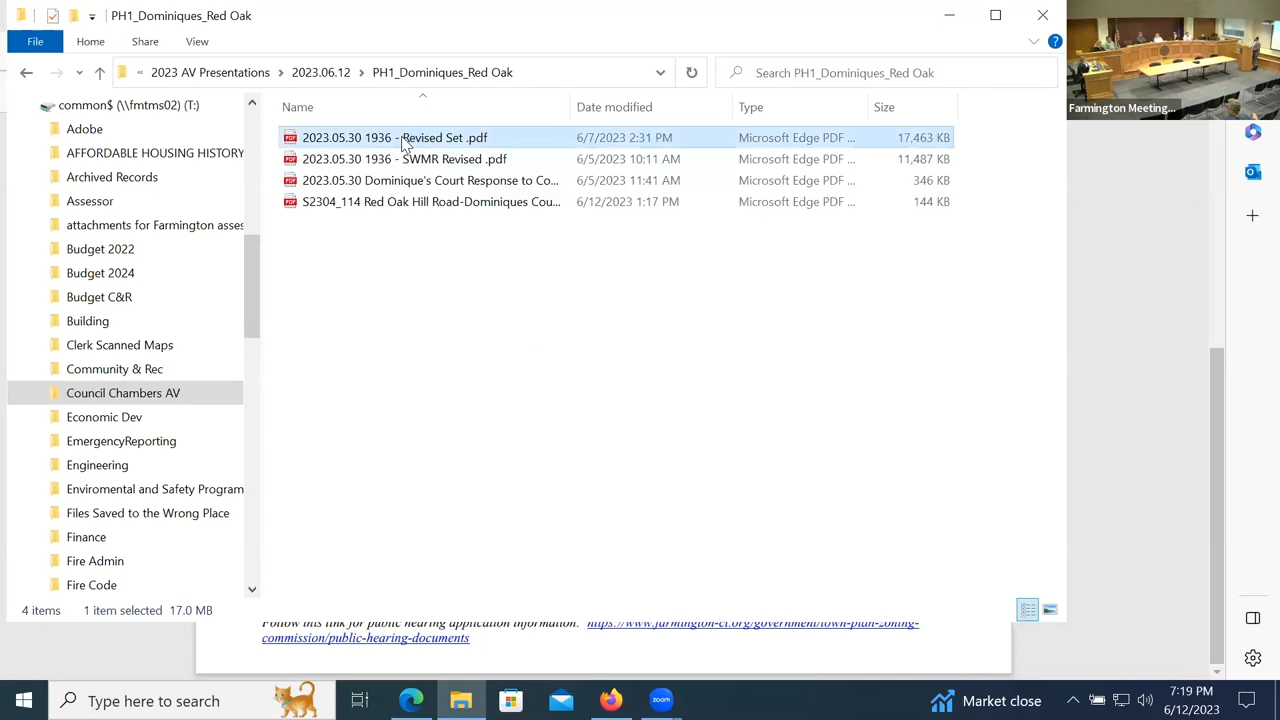 PH1_Dominiques_Red Oak
File Home Share View
« 2023 AV Presentations > 2023.06.12 > PH1_Dominiques_Red Oak
Search PH1_Dominiques_Red Oak
Farmington Meeting...
common$ (\\fmtms02) (T:)
Adobe
AFFORDABLE HOUSING HISTORY
Archived Records
Assessor
attachments for Farmington asses
Budget 2022
Budget 2024
Budget C&R
Building
Clerk Scanned Maps
Community & Rec
Council Chambers AV
Economic Dev
EmergencyReporting
Engineering
Enviromental and Safety Program
Files Saved to the Wrong Place
Finance
Fire Admin
Fire Code
Name Date modified Type Size
2023.05.30 1936 - Revised Set .pdf 6/7/2023 2:31 PM Microsoft Edge PDF ... 17,463 KB
2023.05.30 1936 - SWMR Revised .pdf 6/5/2023 10:11 AM Microsoft Edge PDF ... 11,487 KB
2023.05.30 Dominique's Court Response to Co... 6/5/2023 11:41 AM Microsoft Edge PDF ... 346 KB
S2304_114 Red Oak Hill Road-Dominiques Cou... 6/12/2023 1:17 PM Microsoft Edge PDF ... 144 KB
4 items 1 item selected 17.0 MB
Follow this link for public hearing application information: https://www.farmington-ct.org/government/town-plan-zoning-
commission/public-hearing-documents
Type here to search
zoom
Market close
7:19 PM
6/12/2023